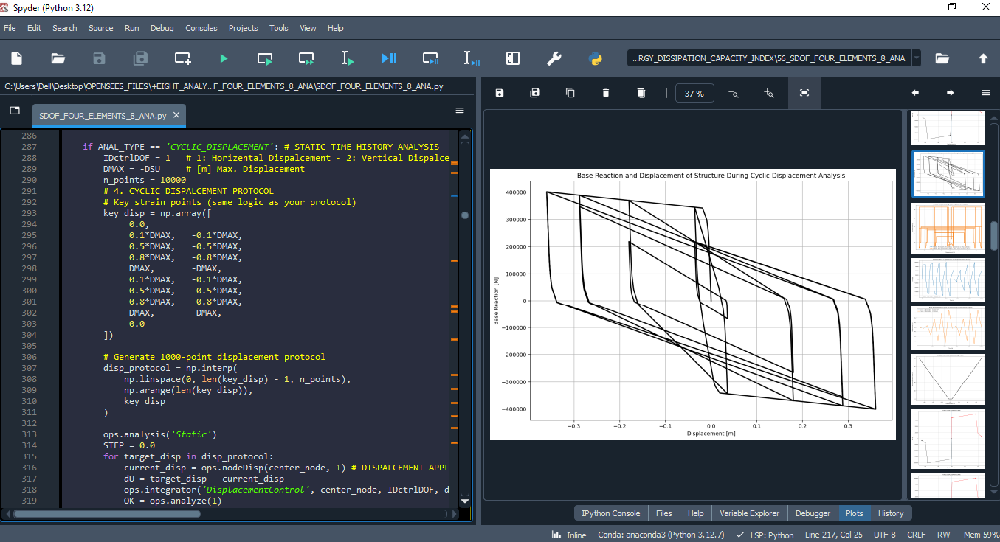 Spyder (Python 3.12)
File Edit Search Source Run Debug Consoles Projects Tools View Help
...RGY_DISSIPATION_CAPACITY_INDEX\56_SDOF_FOUR_ELEMENTS_8_ANA
C:\Users\Dell\Desktop\OPENSEES_FILES\+EIGHT_ANALY...F_FOUR_ELEMENTS_8_ANA\SDOF_FOUR_ELEMENTS_8_ANA.py
SDOF_FOUR_ELEMENTS_8_ANA.py
286
287 if ANAL_TYPE == 'CYCLIC_DISPLACEMENT': # STATIC TIME-HISTORY ANALYSIS
288 IDctrlDOF = 1 # 1: Horizental Dispalcement - 2: Vertical Dispalce
289 DMAX = -DSU # [m] Max. Displacement
290 n_points = 10000
291 # 4. CYCLIC DISPALCEMENT PROTOCOL
292 # Key strain points (same logic as your protocol)
293 key_disp = np.array([
294 0.0,
295 0.1*DMAX, -0.1*DMAX,
296 0.5*DMAX, -0.5*DMAX,
297 0.8*DMAX, -0.8*DMAX,
298 DMAX, -DMAX,
299 0.1*DMAX, -0.1*DMAX,
300 0.5*DMAX, -0.5*DMAX,
301 0.8*DMAX, -0.8*DMAX,
302 DMAX, -DMAX,
303 0.0
304 ])
305
306 # Generate 1000-point displacement protocol
307 disp_protocol = np.interp(
308 np.linspace(0, len(key_disp) - 1, n_points),
309 np.arange(len(key_disp)),
310 key_disp
311 )
312
313 ops.analysis('Static')
314 STEP = 0.0
315 for target_disp in disp_protocol:
316 current_disp = ops.nodeDisp(center_node, 1) # DISPALCEMENT APPL
317 dU = target_disp - current_disp
318 ops.integrator('DisplacementControl', center_node, IDctrlDOF, d
319 OK = ops.analyze(1)
37 %
Base Reaction and Displacement of Structure During Cyclic-Displacement Analysis
Base Reaction [N]
400000
300000
200000
100000
0
−100000
−200000
−300000
−400000
−0.3 −0.2 −0.1 0.0 0.1 0.2 0.3
Displacement [m]
IPython Console Files Help Variable Explorer Debugger Plots History
Inline Conda: anaconda3 (Python 3.12.7) LSP: Python Line 217, Col 25 UTF-8 CRLF RW Mem 59%